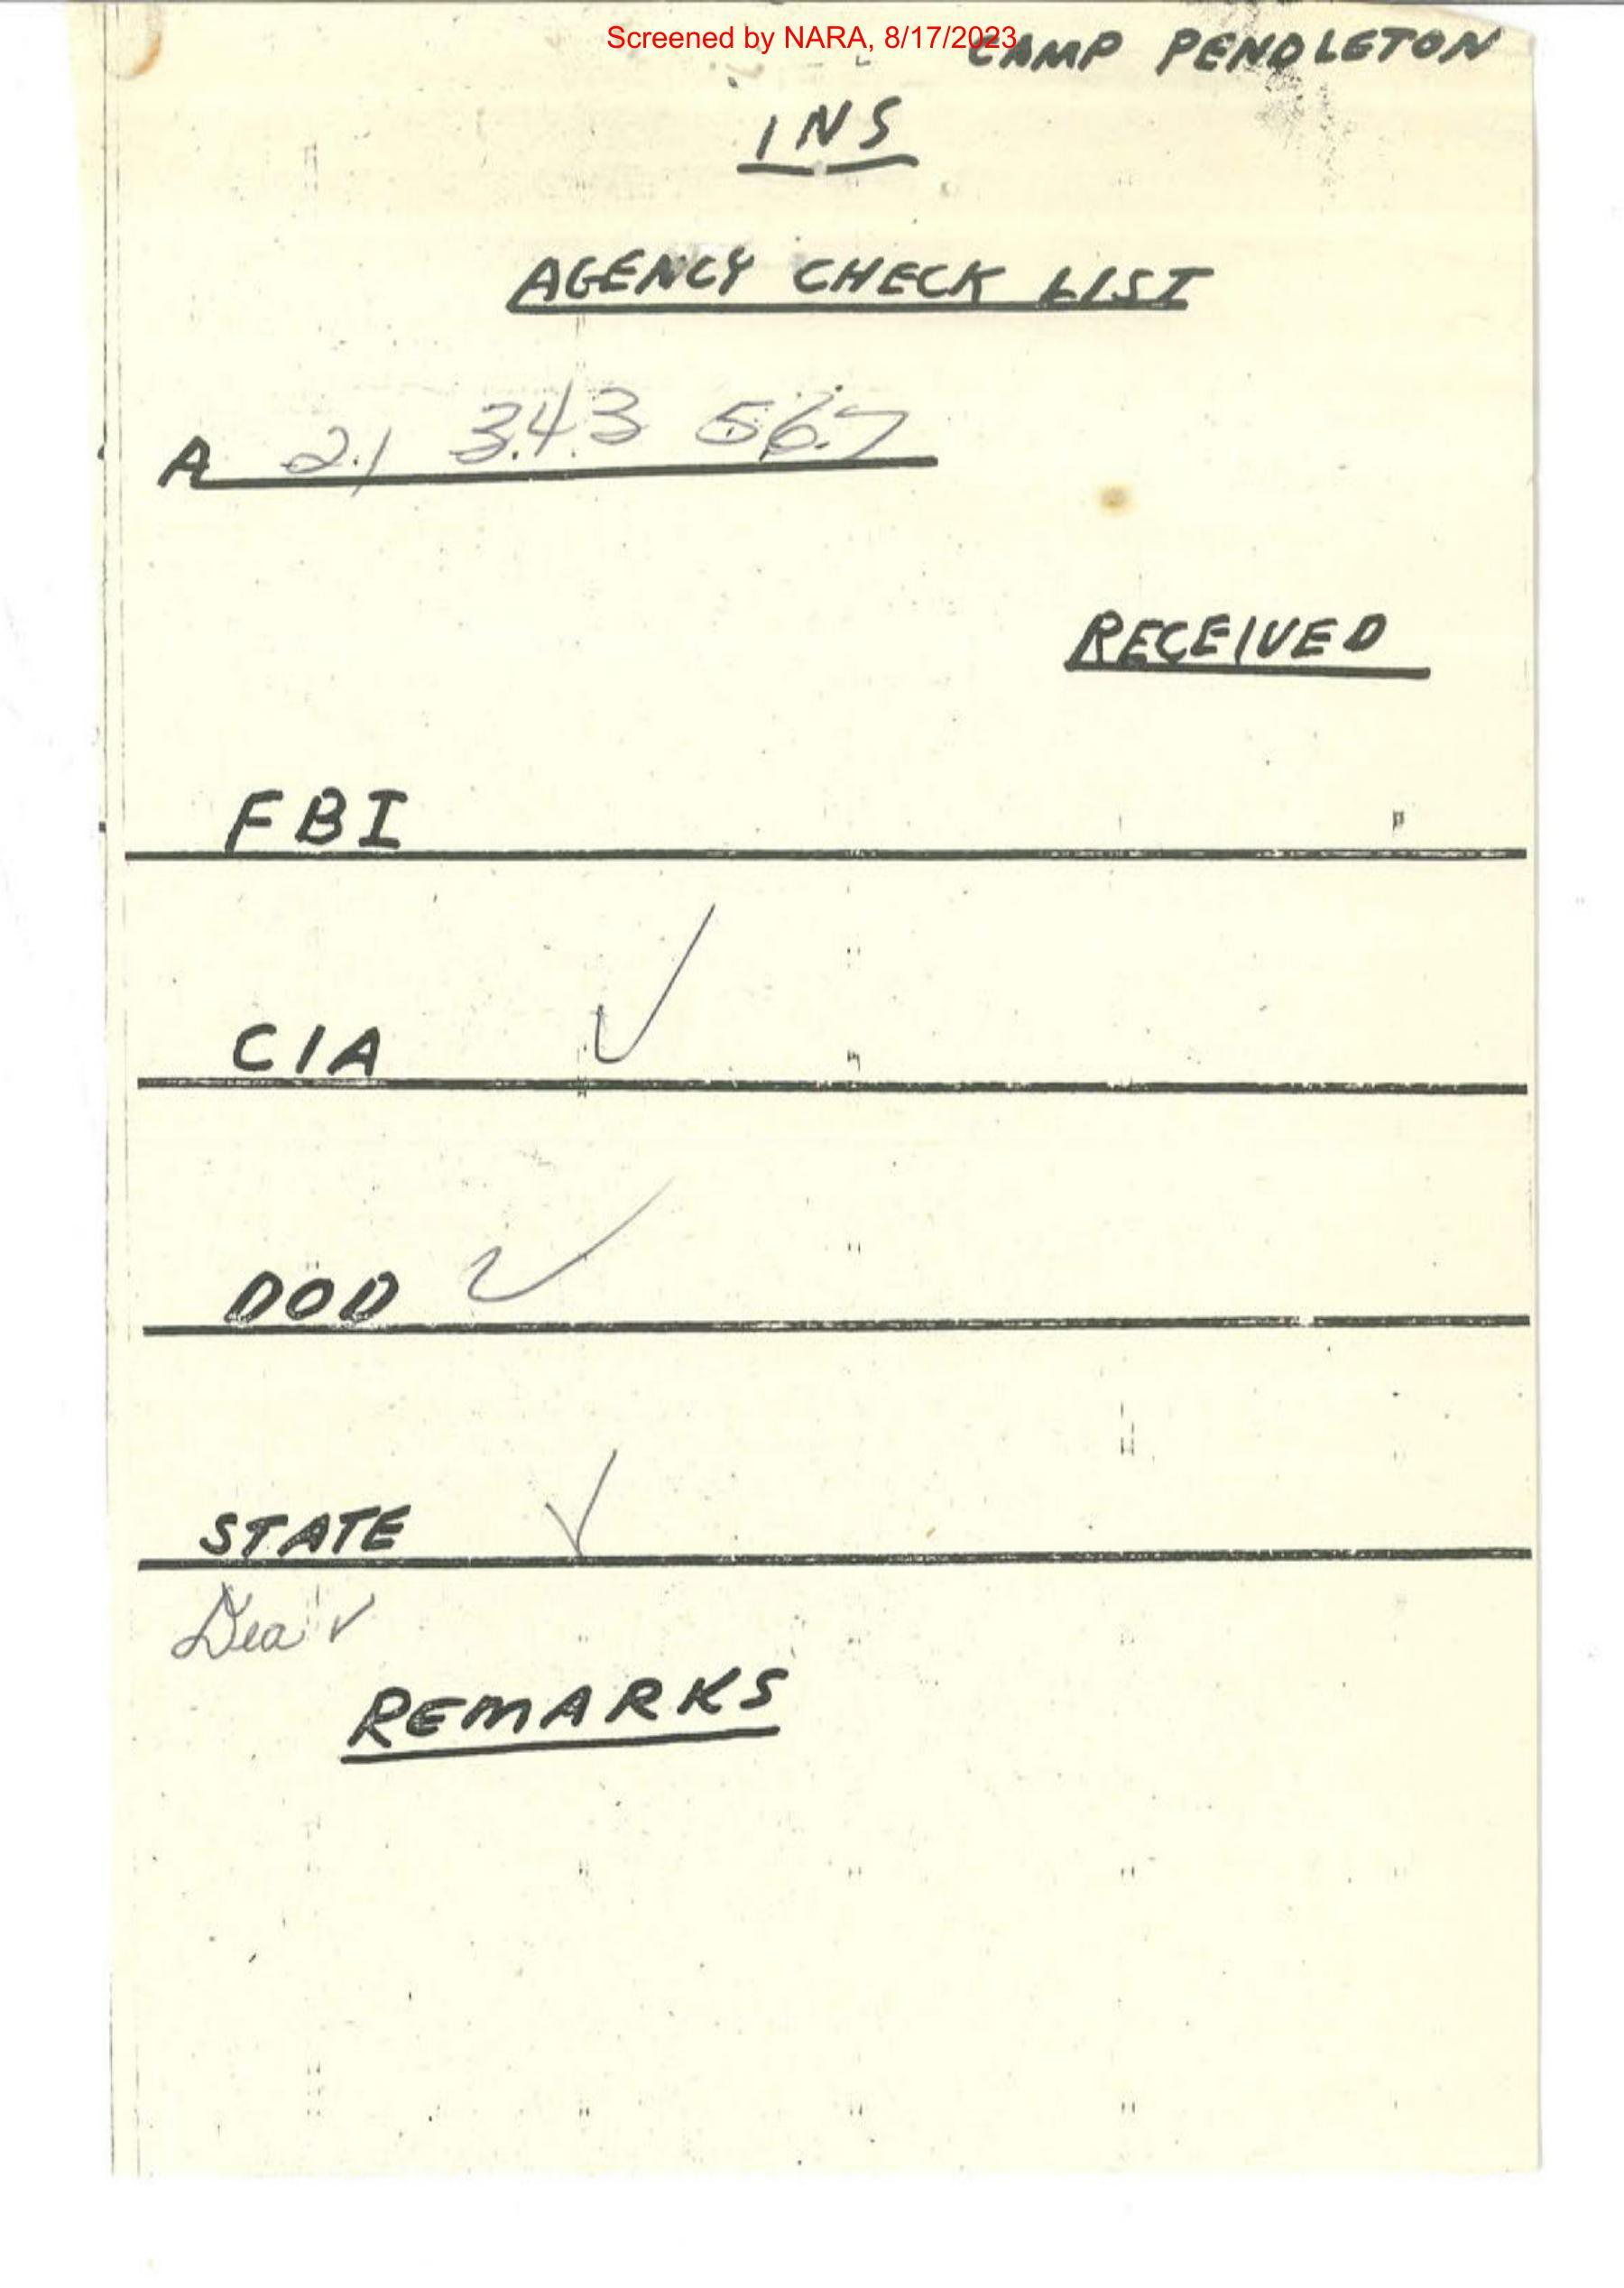 Screened by NARA, 8/17/2023
CAMP PENDLETON
INS
AGENCY CHECK LIST
A 21 343 567
RECEIVED
FBI
CIA ✓
DOD ✓
STATE ✓
Dea ✓
REMARKS